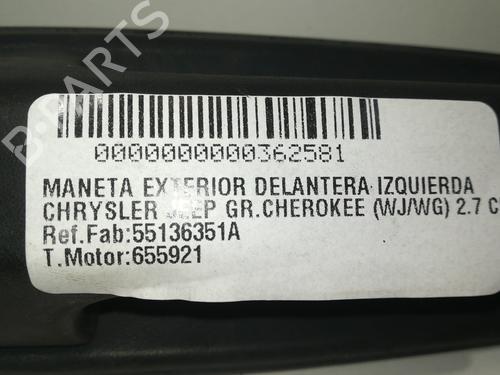 B-PARTS
0000000000362581
MANETA EXTERIOR DELANTERA IZQUIERDA
CHRYSLER JEEP GR.CHEROKEE (WJ/WG) 2.7 C
Ref.Fab:55136351A
T.Motor:655921